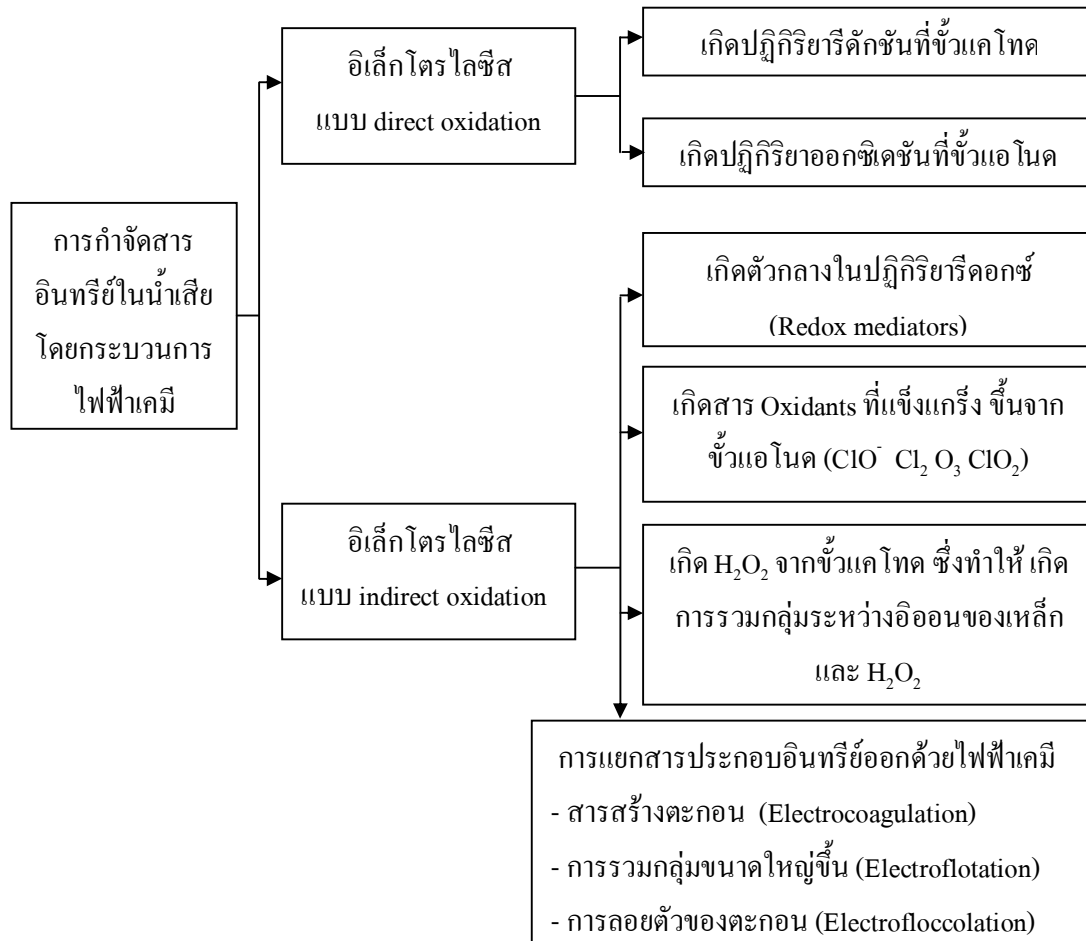 การกำจัดสาร
อินทรีย์ในน้ำเสีย
โดยกระบวนการ
ไฟฟ้าเคมี
อิเล็กโตรไลซีส
แบบ direct oxidation
เกิดปฏิกิริยารีดักชันที่ขั้วแคโทด
เกิดปฏิกิริยาออกซิเดชันที่ขั้วแอโนด
อิเล็กโตรไลซีส
แบบ indirect oxidation
เกิดตัวกลางในปฏิกิริยารีดอกซ์
(Redox mediators)
เกิดสาร Oxidants ที่แข็งแกร็ง ขึ้นจาก
ขั้วแอโนด (ClO⁻ Cl₂ O₃ ClO₂)
เกิด H₂O₂ จากขั้วแคโทด ซึ่งทำให้ เกิด
การรวมกลุ่มระหว่างอิออนของเหล็ก
และ H₂O₂
การแยกสารประกอบอินทรีย์ออกด้วยไฟฟ้าเคมี
- สารสร้างตะกอน (Electrocoagulation)
- การรวมกลุ่มขนาดใหญ่ขึ้น (Electroflotation)
- การลอยตัวของตะกอน (Electrofloccolation)